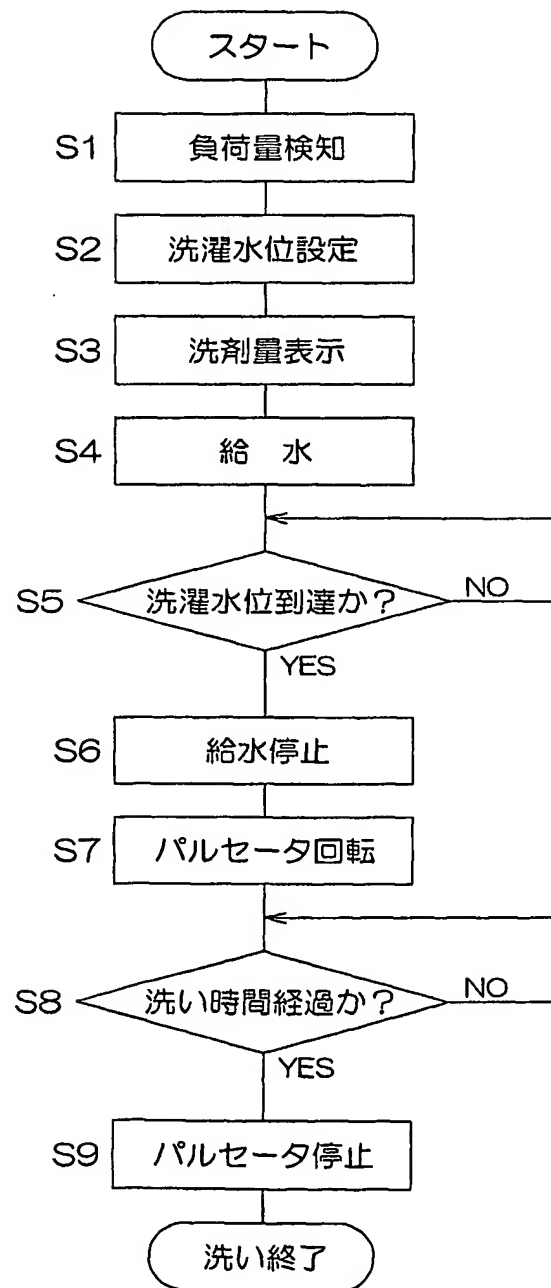 スタート
S1 負荷量検知
S2 洗濯水位設定
S3 洗剤量表示
S4 給 水
S5 洗濯水位到達か? NO
YES
S6 給水停止
S7 パルセータ回転
S8 洗い時間経過か? NO
YES
S9 パルセータ停止
洗い終了